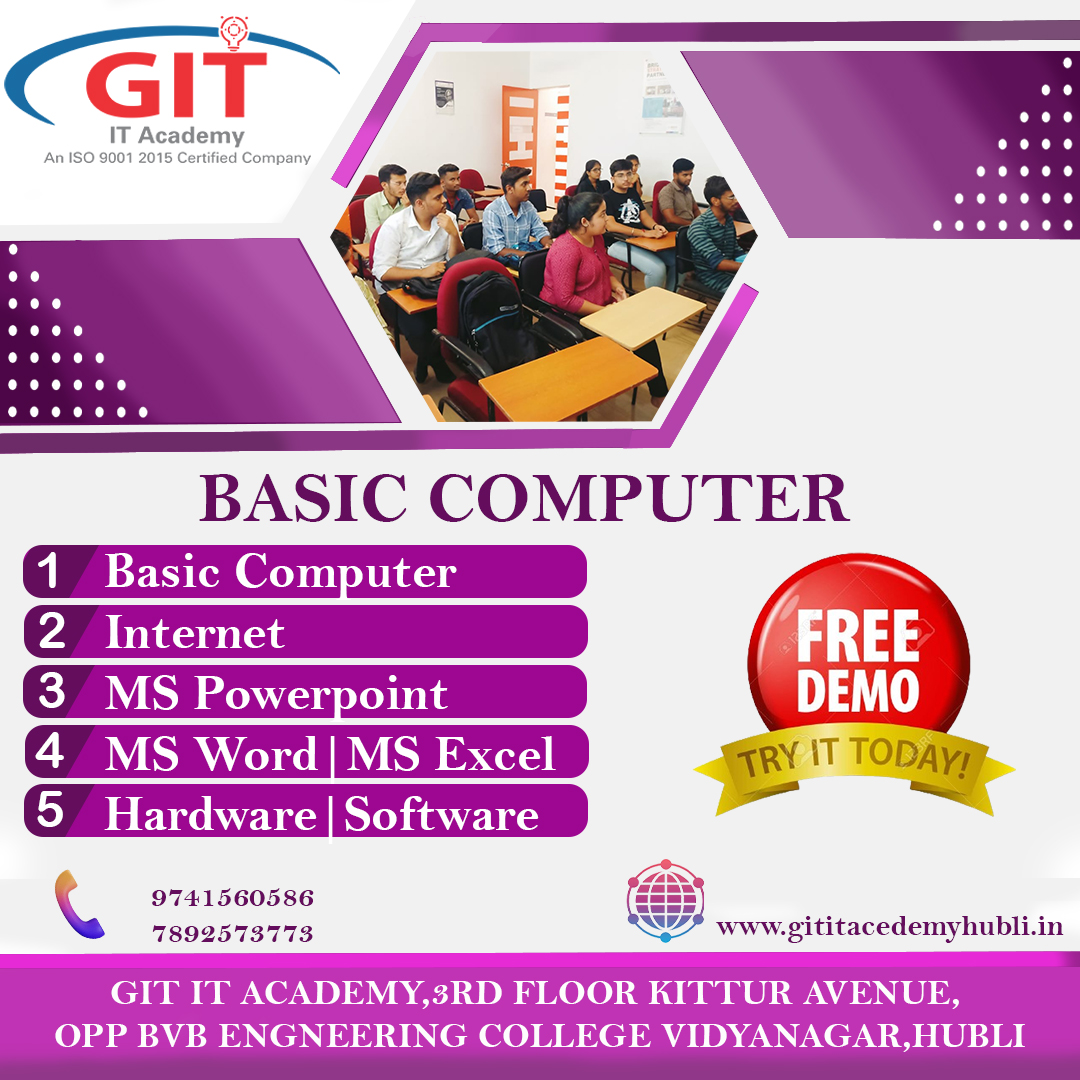 GIT
IT Academy
An ISO 9001 2015 Certified Company
BASIC COMPUTER
1 Basic Computer
2 Internet
3 MS Powerpoint
4 MS Word|MS Excel
5 Hardware|Software
FREE
DEMO
TRY IT TODAY!
9741560586
7892573773
www.gititacedemyhubli.in
GIT IT ACADEMY,3RD FLOOR KITTUR AVENUE,
OPP BVB ENGNEERING COLLEGE VIDYANAGAR,HUBLI